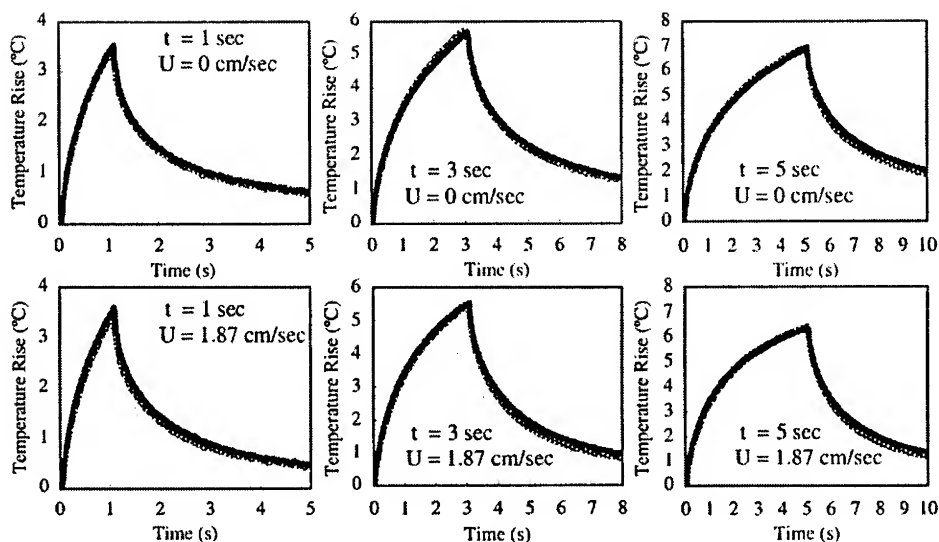 Temperature Rise (°C)
4
3
2
1
0
t = 1 sec
U = 0 cm/sec
0 1 2 3 4 5
Time (s)
Temperature Rise (°C)
6
5
4
3
2
1
0
t = 3 sec
U = 0 cm/sec
0 1 2 3 4 5 6 7 8
Time (s)
Temperature Rise (°C)
8
7
6
5
4
3
2
1
0
t = 5 sec
U = 0 cm/sec
0 1 2 3 4 5 6 7 8 9 10
Time (s)
Temperature Rise (°C)
4
3
2
1
0
t = 1 sec
U = 1.87 cm/sec
0 1 2 3 4 5
Time (s)
Temperature Rise (°C)
6
5
4
3
2
1
0
t = 3 sec
U = 1.87 cm/sec
0 1 2 3 4 5 6 7 8
Time (s)
Temperature Rise (°C)
8
7
6
5
4
3
2
1
0
t = 5 sec
U = 1.87 cm/sec
0 1 2 3 4 5 6 7 8 9 10
Time (s)